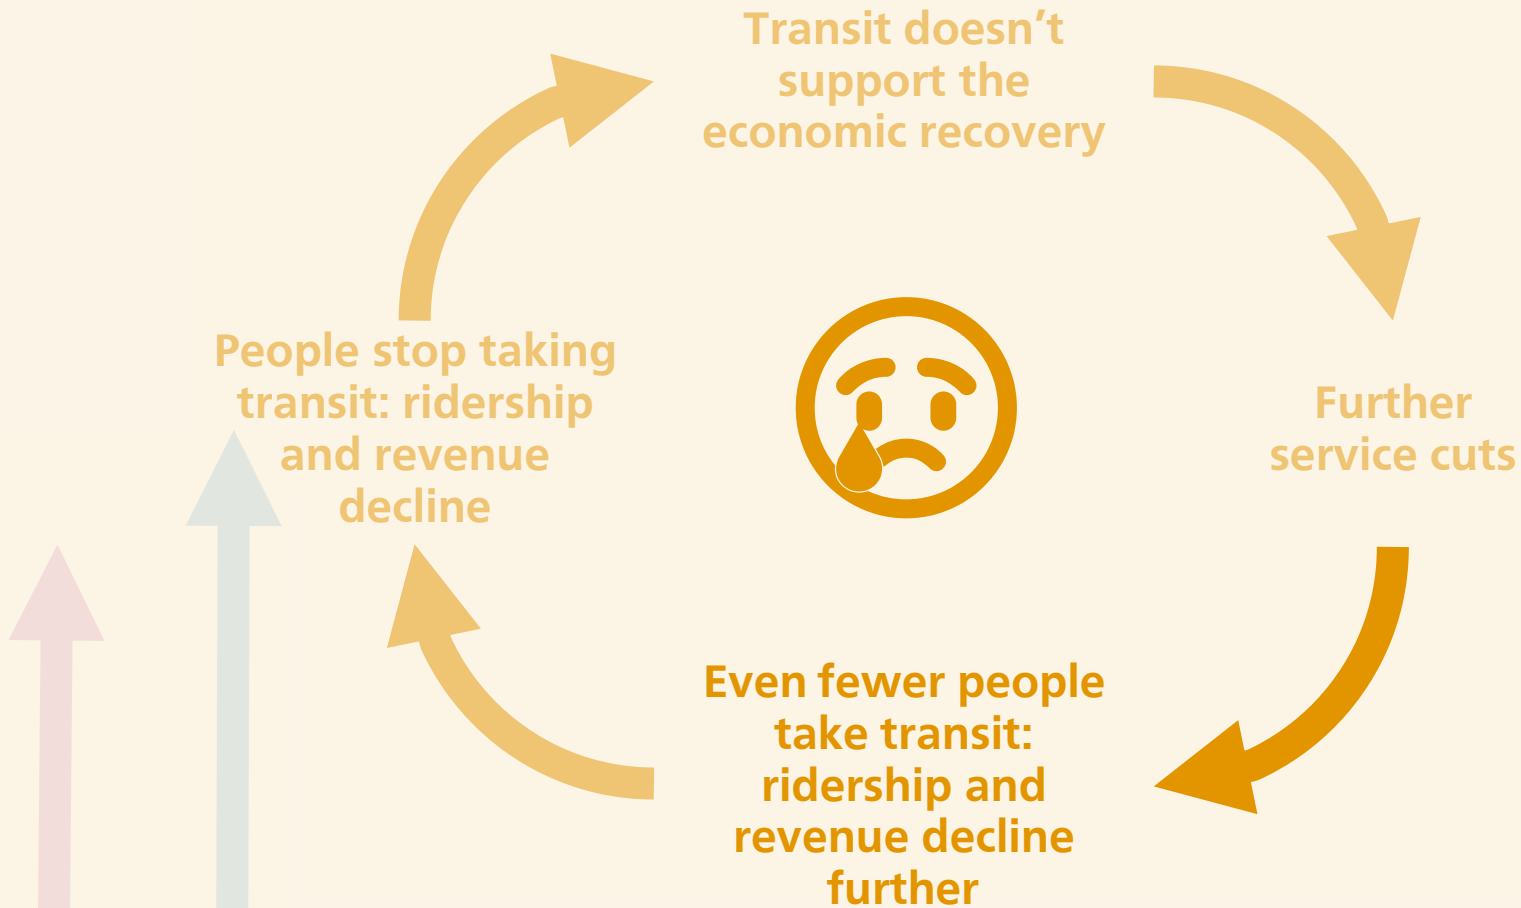 Transit doesn’t
support the
economic recovery
People stop taking
transit: ridership
and revenue
decline
Further
service cuts
Even fewer people
take transit:
ridership and
revenue decline
further